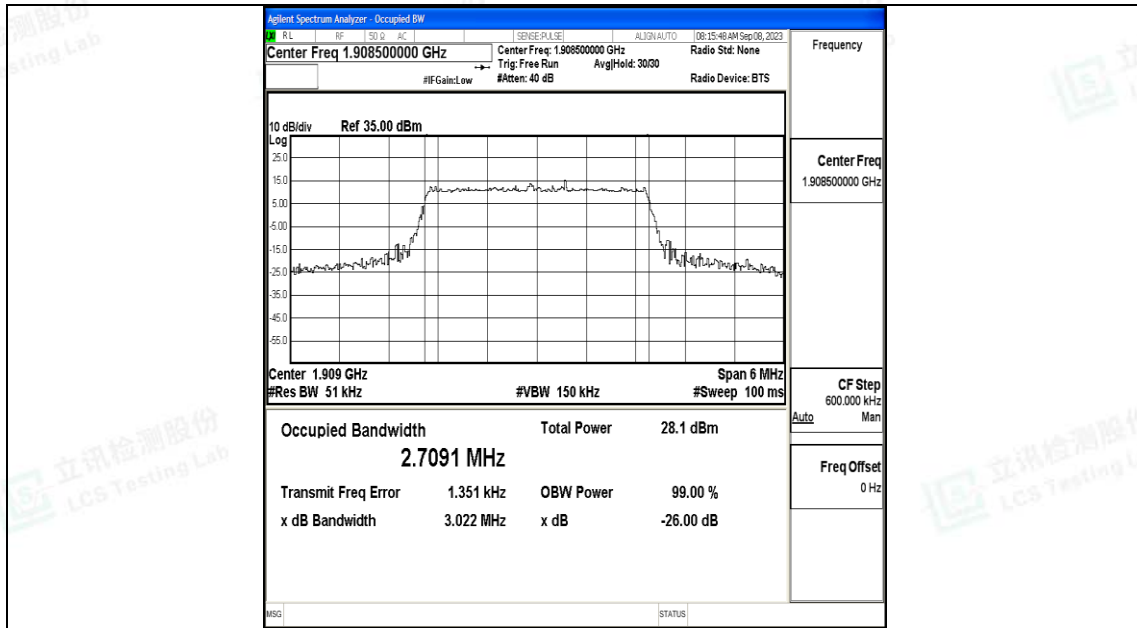 Agilent Spectrum Analyzer - Occupied BW
LXI RL RF 50 Ω AC SENSE:PULSE ALIGN AUTO 08:15:48 AM Sep 08, 2023
Center Freq 1.908500000 GHz
Center Freq: 1.908500000 GHz
Radio Std: None
Trig: Free Run Avg|Hold: 30/30
#IFGain:Low
#Atten: 40 dB
Radio Device: BTS
10 dB/div Ref 35.00 dBm
Log
25.0
15.0
5.00
-5.00
-15.0
-25.0
-35.0
-45.0
-55.0
Center 1.909 GHz Span 6 MHz
#Res BW 51 kHz #VBW 150 kHz #Sweep 100 ms
Occupied Bandwidth
2.7091 MHz
Total Power 28.1 dBm
Transmit Freq Error 1.351 kHz OBW Power 99.00 %
x dB Bandwidth 3.022 MHz x dB -26.00 dB
MSG STATUS
Frequency
Center Freq
1.908500000 GHz
CF Step
600.000 kHz
Auto Man
Freq Offset
0 Hz
立讯检测股份
LCS Testing Lab
立讯检测股份
LCS Testing L
检测股份
sting Lab
立
LC